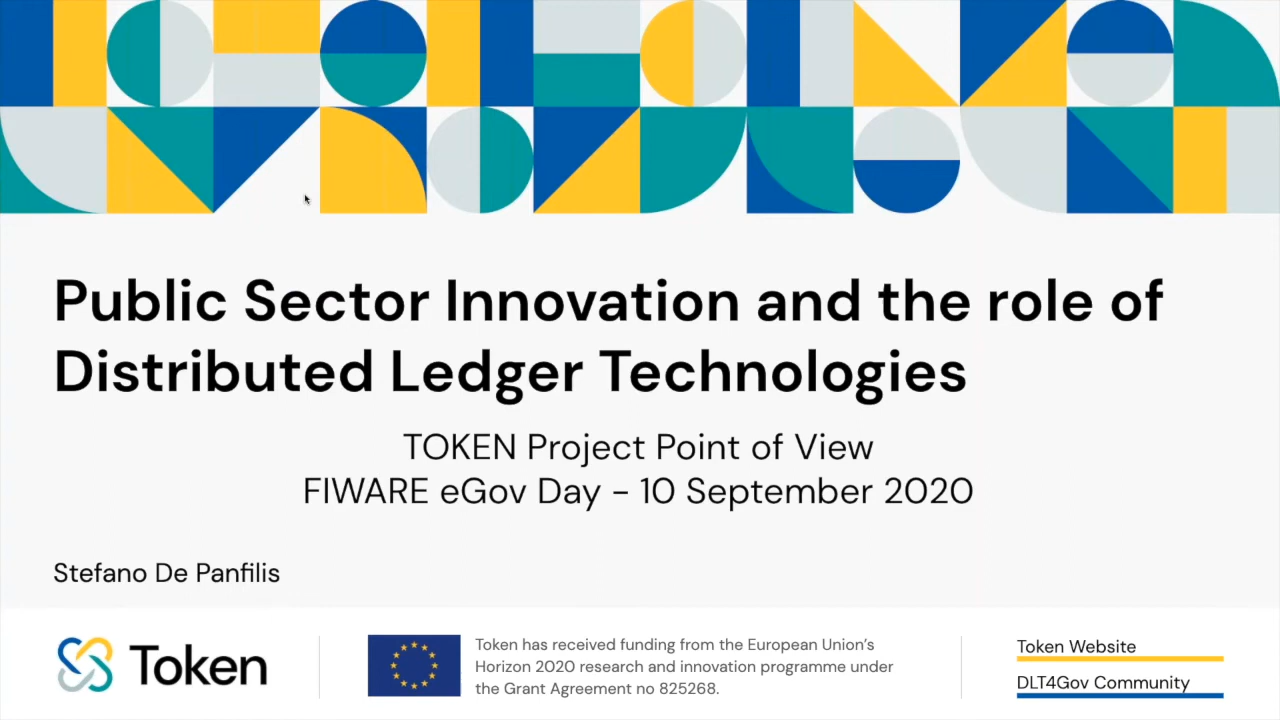 Public Sector Innovation and the role of
Distributed Ledger Technologies
TOKEN Project Point of View
FIWARE eGov Day – 10 September 2020
Stefano De Panfilis
Token
Token has received funding from the European Union’s
Horizon 2020 research and innovation programme under
the Grant Agreement no 825268.
Token Website
DLT4Gov Community